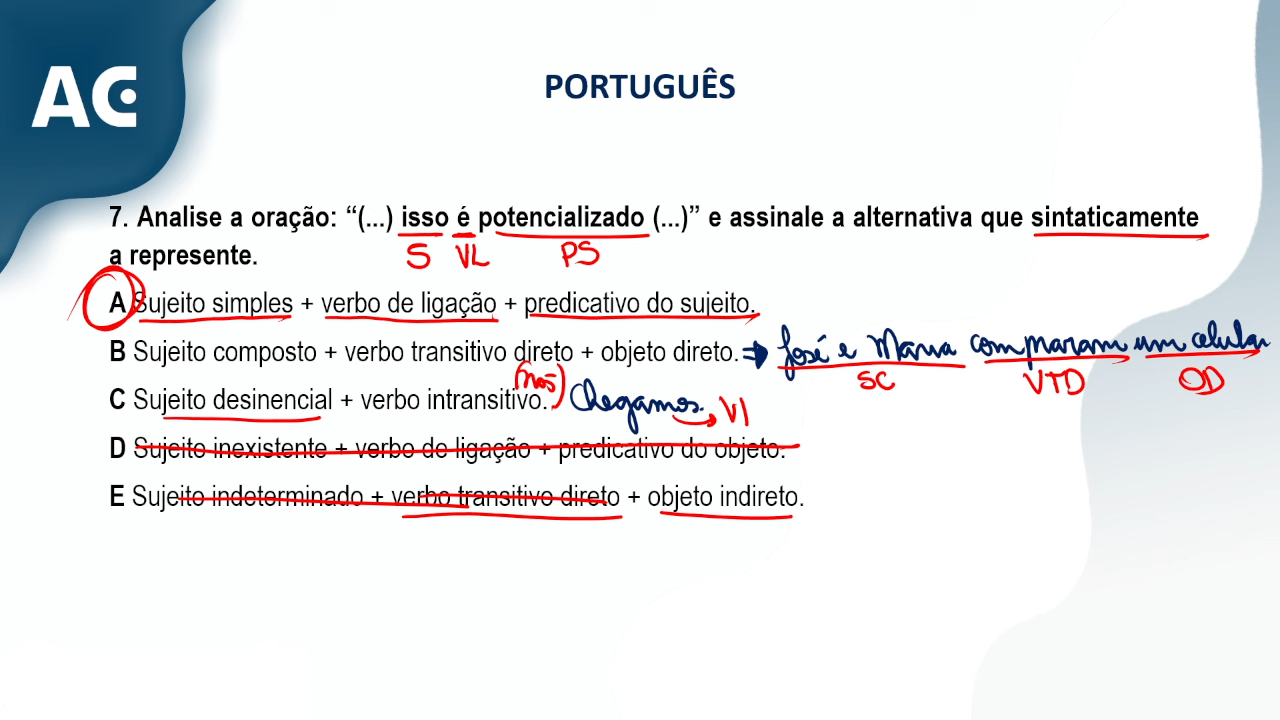 AC
PORTUGUÊS
7. Analise a oração: “(...) isso é potencializado (...)” e assinale a alternativa que sintaticamente
S VL PS
a represente.
A Sujeito simples + verbo de ligação + predicativo do sujeito.
B Sujeito composto + verbo transitivo direto + objeto direto. José e Maria compraram um celular
SC VTD OD
(nós)
C Sujeito desinencial + verbo intransitivo. Chegamos. VI
D Sujeito inexistente + verbo de ligação + predicativo do objeto.
E Sujeito indeterminado + verbo transitivo direto + objeto indireto.